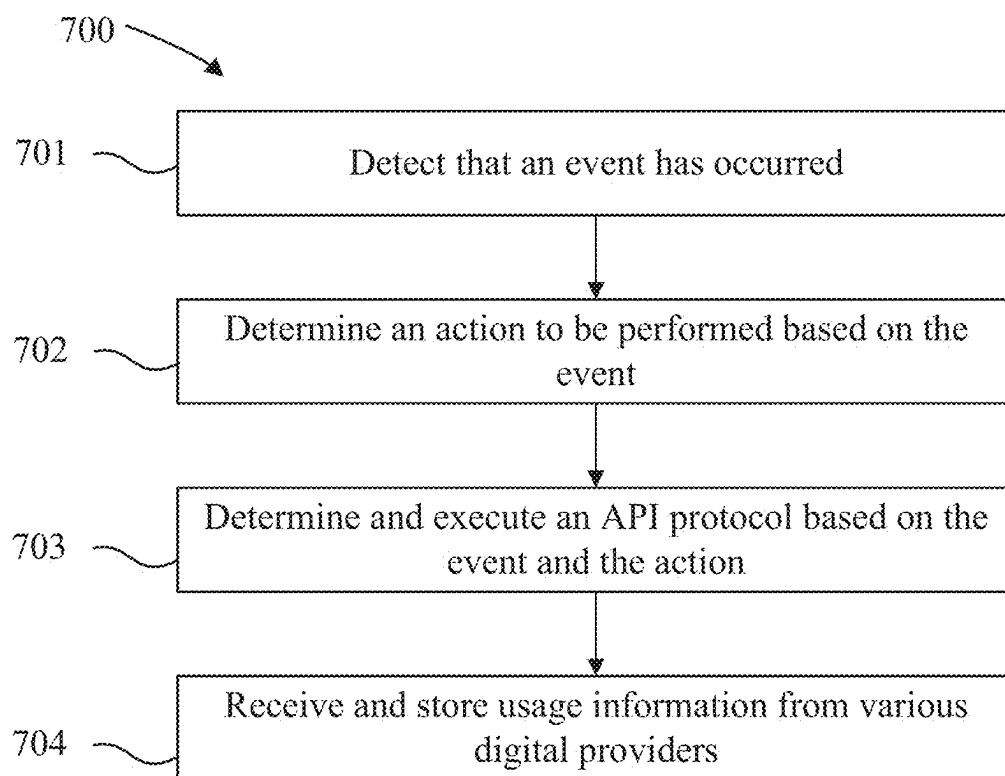 700
701
Detect that an event has occurred
702
Determine an action to be performed based on the
event
703
Determine and execute an API protocol based on the
event and the action
704
Receive and store usage information from various
digital providers